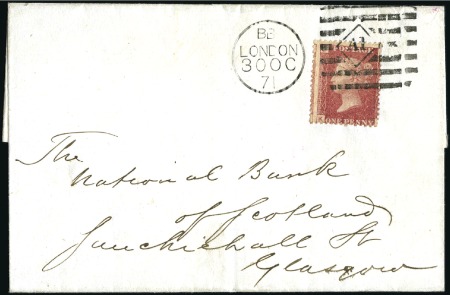 BB
LONDON
30 OC
71
ONE PENNY
The
National Bank
of Scotland
Sauchiehall St
Glasgow